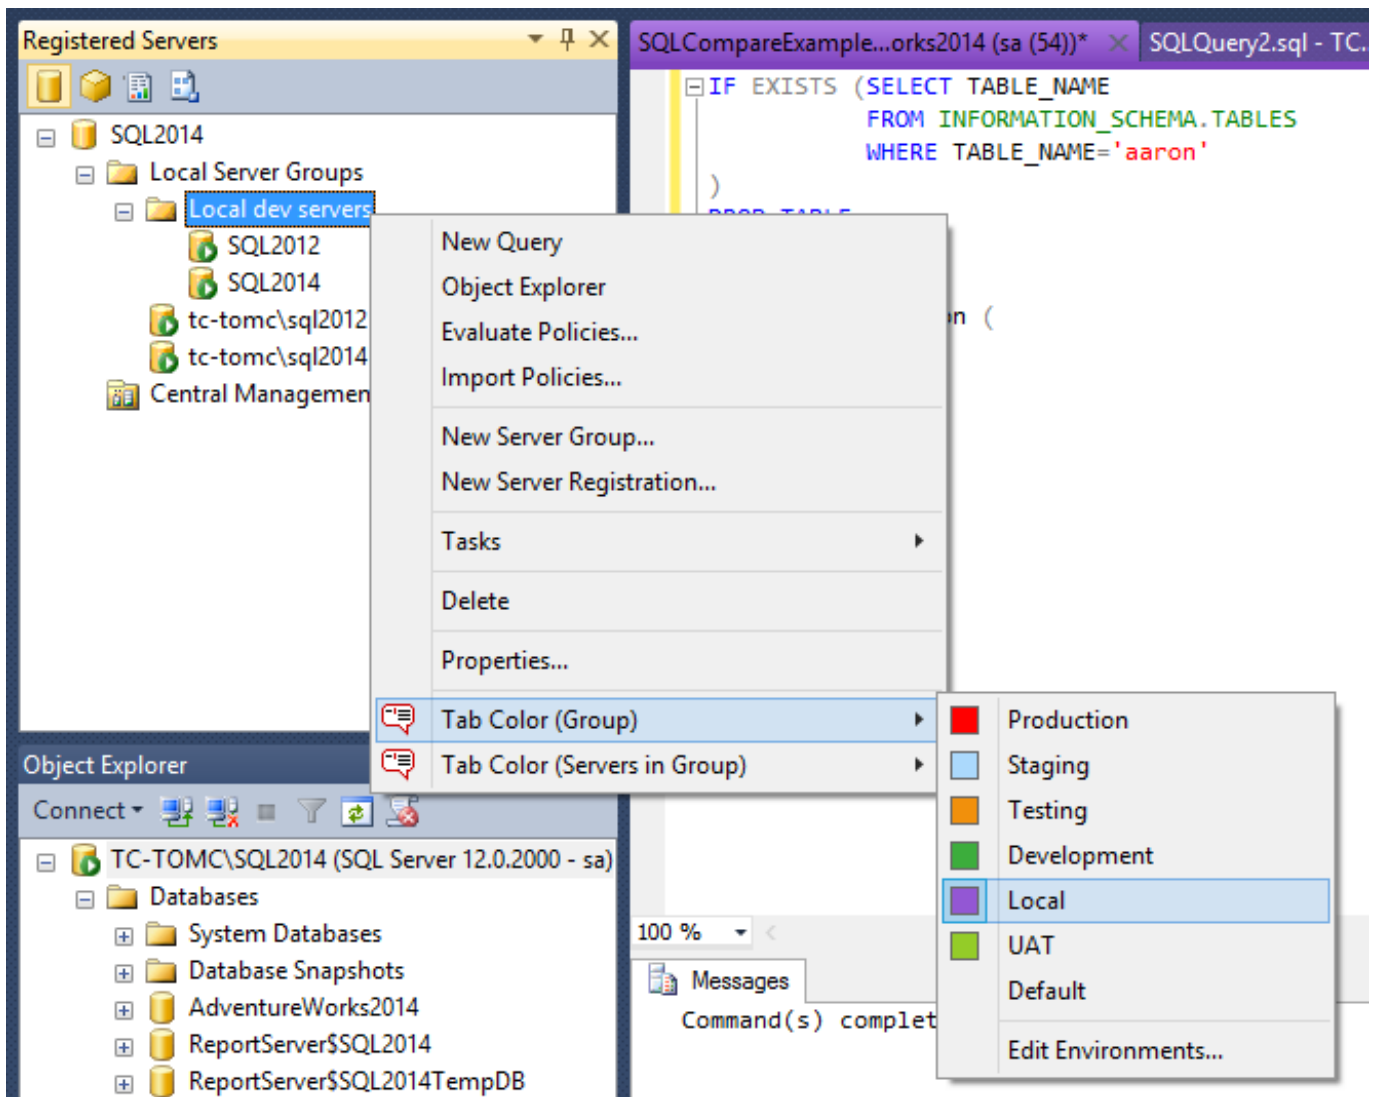 Registered Servers
SQL2014
Local Server Groups
Local dev servers
SQL2012
SQL2014
tc-tomc\sql2012
tc-tomc\sql2014
Central Managemen
SQLCompareExample...orks2014 (sa (54))*
SQLQuery2.sql - TC.
IF EXISTS (SELECT TABLE_NAME
FROM INFORMATION_SCHEMA.TABLES
WHERE TABLE_NAME='aaron'
)
DROP TABLE
n (
New Query
Object Explorer
Evaluate Policies...
Import Policies...
New Server Group...
New Server Registration...
Tasks
Delete
Properties...
Tab Color (Group)
Tab Color (Servers in Group)
Production
Staging
Testing
Development
Local
UAT
Default
Edit Environments...
Object Explorer
Connect
TC-TOMC\SQL2014 (SQL Server 12.0.2000 - sa)
Databases
System Databases
Database Snapshots
AdventureWorks2014
ReportServer$SQL2014
ReportServer$SQL2014TempDB
100 %
Messages
Command(s) complet